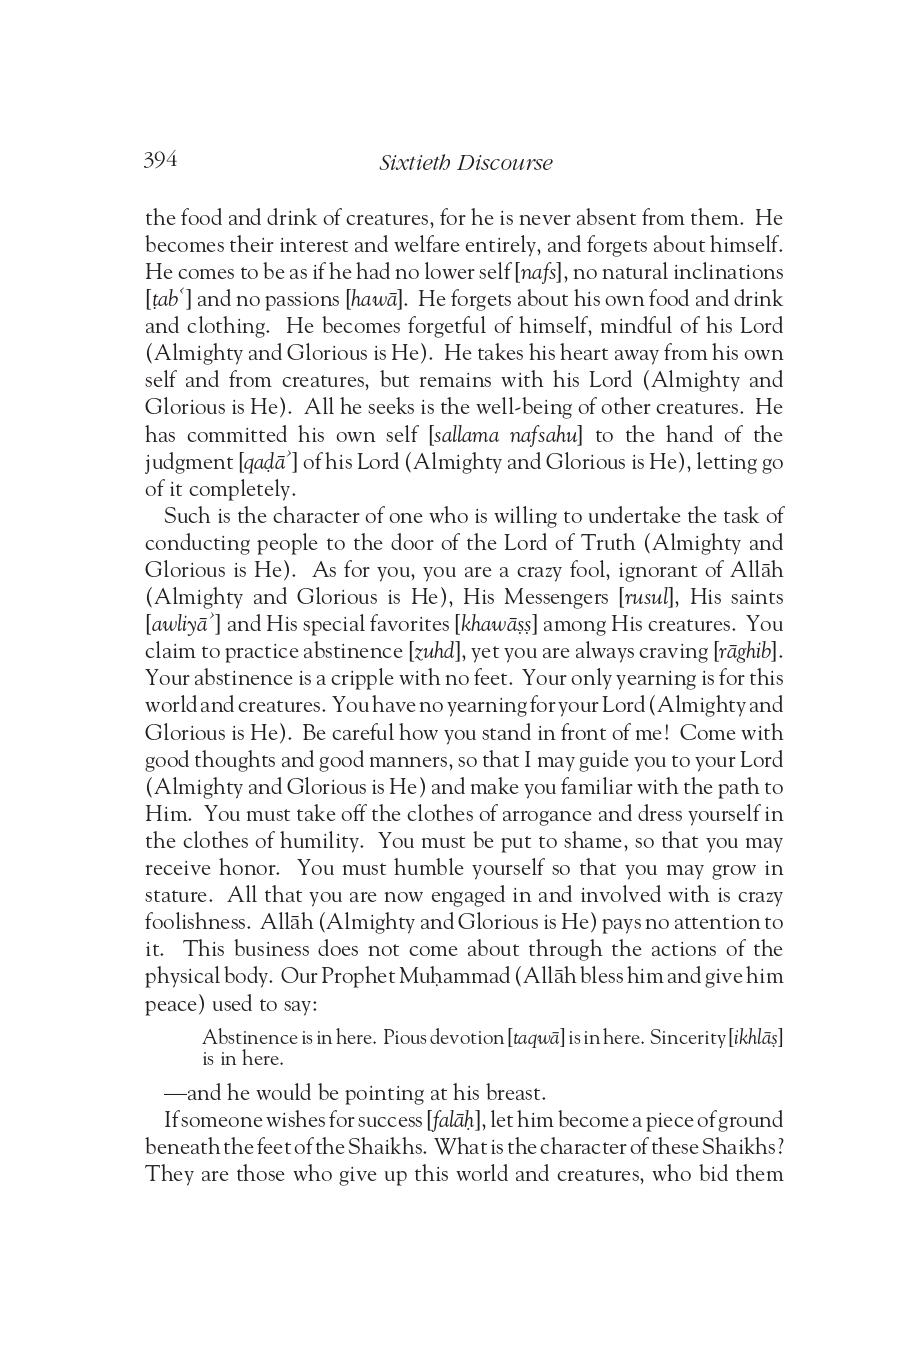 394
Sixtieth Discourse
the food and drink of creatures, for he is never absent from them. He
becomes their interest and welfare entirely, and forgets about himself.
He comes to be as if he had no lower self [nafs], no natural inclinations
[ṭabʿ] and no passions [hawā]. He forgets about his own food and drink
and clothing. He becomes forgetful of himself, mindful of his Lord
(Almighty and Glorious is He). He takes his heart away from his own
self and from creatures, but remains with his Lord (Almighty and
Glorious is He). All he seeks is the well-being of other creatures. He
has committed his own self [sallama nafsahu] to the hand of the
judgment [qaḍāʾ] of his Lord (Almighty and Glorious is He), letting go
of it completely.
Such is the character of one who is willing to undertake the task of
conducting people to the door of the Lord of Truth (Almighty and
Glorious is He). As for you, you are a crazy fool, ignorant of Allāh
(Almighty and Glorious is He), His Messengers [rusul], His saints
[awliyāʾ] and His special favorites [khawāṣṣ] among His creatures. You
claim to practice abstinence [zuhd], yet you are always craving [rāghib].
Your abstinence is a cripple with no feet. Your only yearning is for this
world and creatures. You have no yearning for your Lord (Almighty and
Glorious is He). Be careful how you stand in front of me! Come with
good thoughts and good manners, so that I may guide you to your Lord
(Almighty and Glorious is He) and make you familiar with the path to
Him. You must take off the clothes of arrogance and dress yourself in
the clothes of humility. You must be put to shame, so that you may
receive honor. You must humble yourself so that you may grow in
stature. All that you are now engaged in and involved with is crazy
foolishness. Allāh (Almighty and Glorious is He) pays no attention to
it. This business does not come about through the actions of the
physical body. Our Prophet Muḥammad (Allāh bless him and give him
peace) used to say:
Abstinence is in here. Pious devotion [taqwā] is in here. Sincerity [ikhlāṣ]
is in here.
—and he would be pointing at his breast.
If someone wishes for success [falāḥ], let him become a piece of ground
beneath the feet of the Shaikhs. What is the character of these Shaikhs?
They are those who give up this world and creatures, who bid them